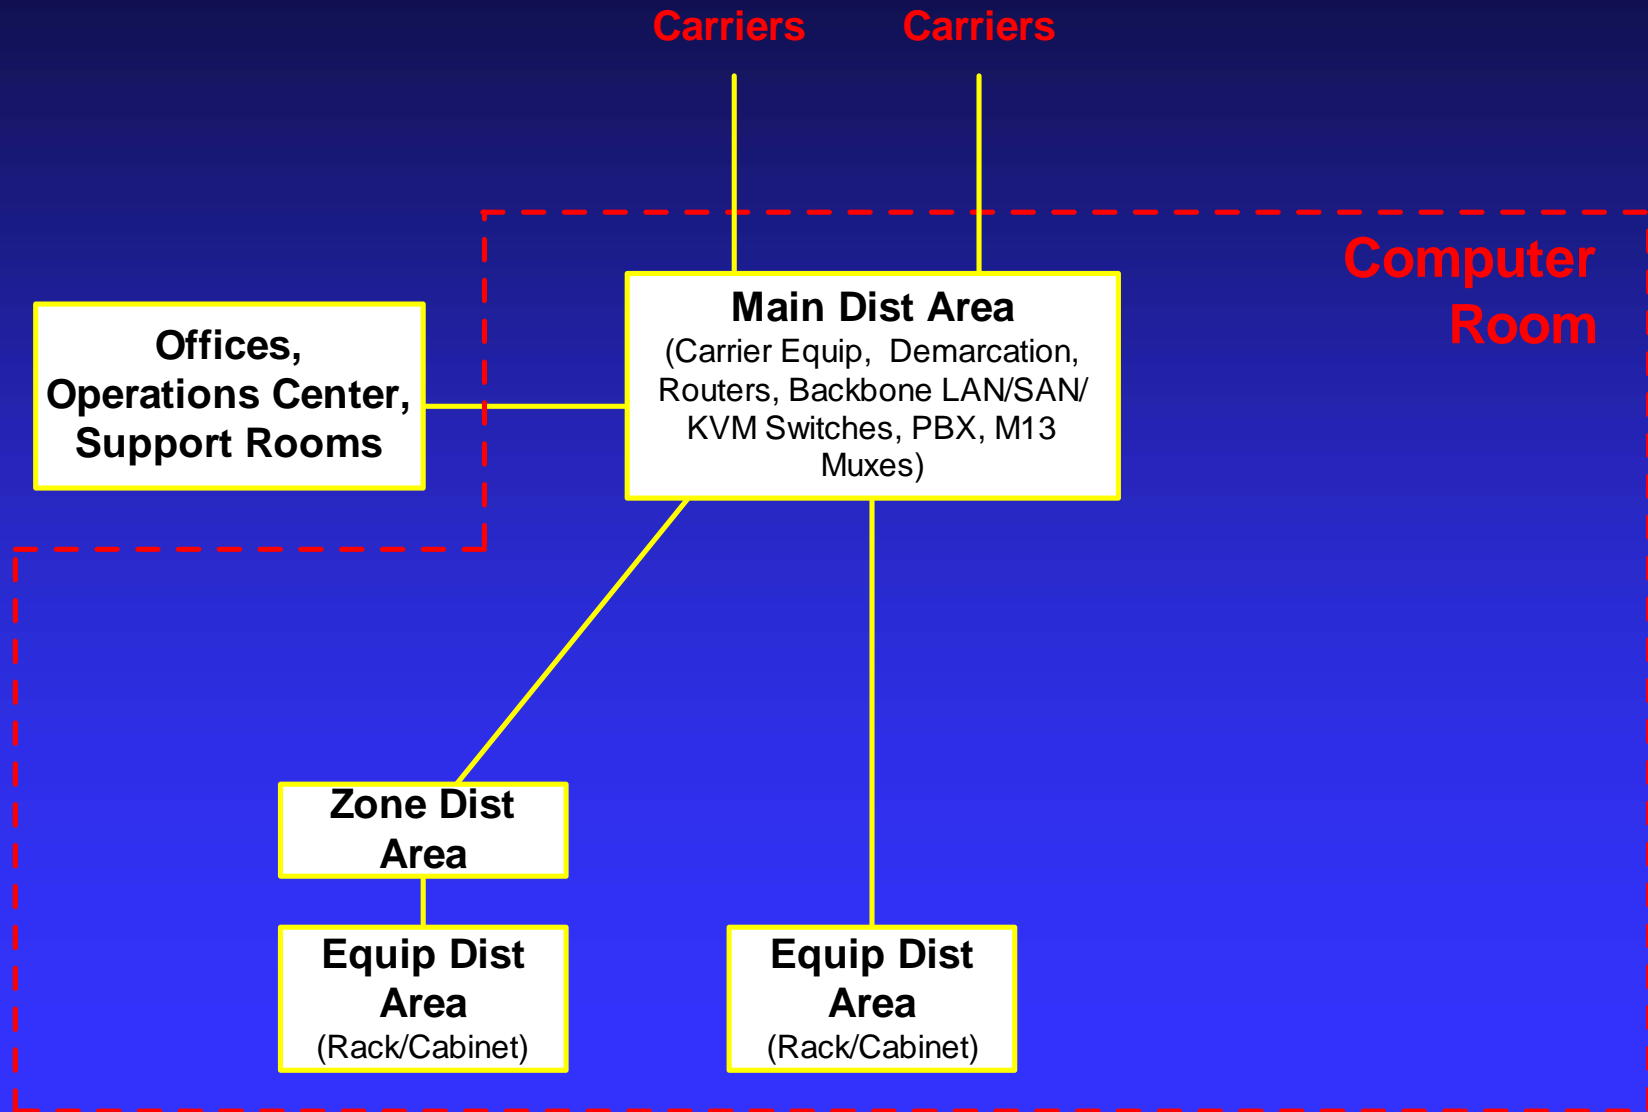 Carriers
Carriers
Computer
Room
Main Dist Area
(Carrier Equip, Demarcation,
Routers, Backbone LAN/SAN/
KVM Switches, PBX, M13
Muxes)
Offices,
Operations Center,
Support Rooms
Zone Dist
Area
Equip Dist
Area
(Rack/Cabinet)
Equip Dist
Area
(Rack/Cabinet)